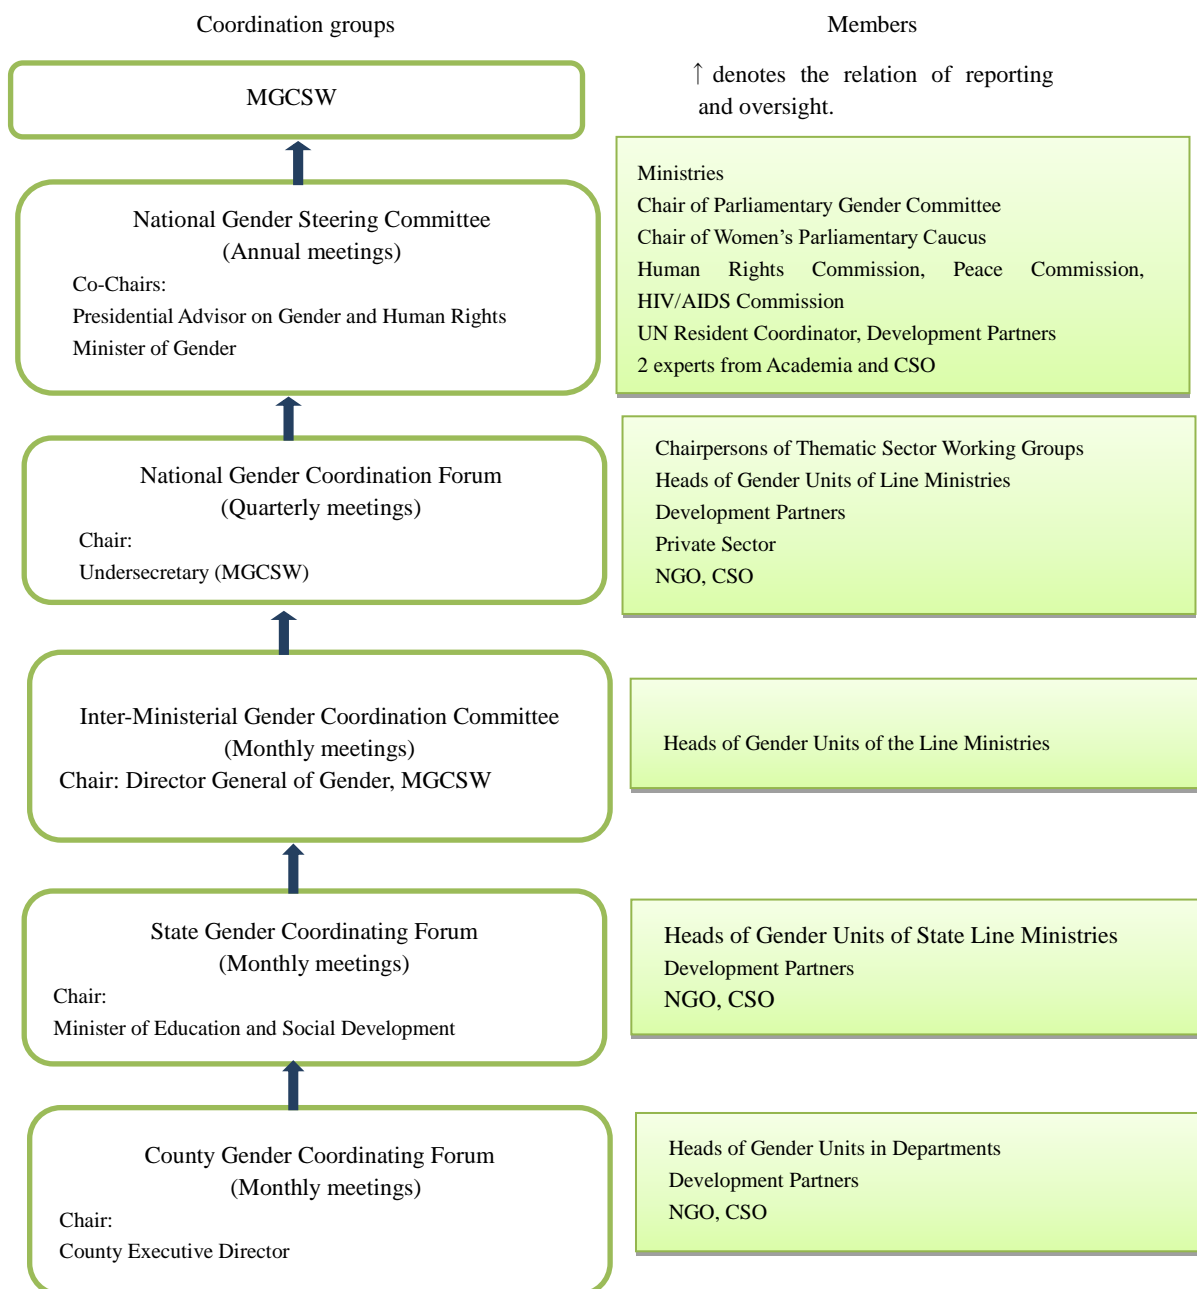 Coordination groups
Members
MGCSW
↑ denotes the relation of reporting
and oversight.
National Gender Steering Committee
(Annual meetings)
Co-Chairs:
Presidential Advisor on Gender and Human Rights
Minister of Gender
Ministries
Chair of Parliamentary Gender Committee
Chair of Women's Parliamentary Caucus
Human Rights Commission, Peace Commission,
HIV/AIDS Commission
UN Resident Coordinator, Development Partners
2 experts from Academia and CSO
National Gender Coordination Forum
(Quarterly meetings)
Chair:
Undersecretary (MGCSW)
Chairpersons of Thematic Sector Working Groups
Heads of Gender Units of Line Ministries
Development Partners
Private Sector
NGO, CSO
Inter-Ministerial Gender Coordination Committee
(Monthly meetings)
Chair: Director General of Gender, MGCSW
Heads of Gender Units of the Line Ministries
State Gender Coordinating Forum
(Monthly meetings)
Chair:
Minister of Education and Social Development
Heads of Gender Units of State Line Ministries
Development Partners
NGO, CSO
County Gender Coordinating Forum
(Monthly meetings)
Chair:
County Executive Director
Heads of Gender Units in Departments
Development Partners
NGO, CSO